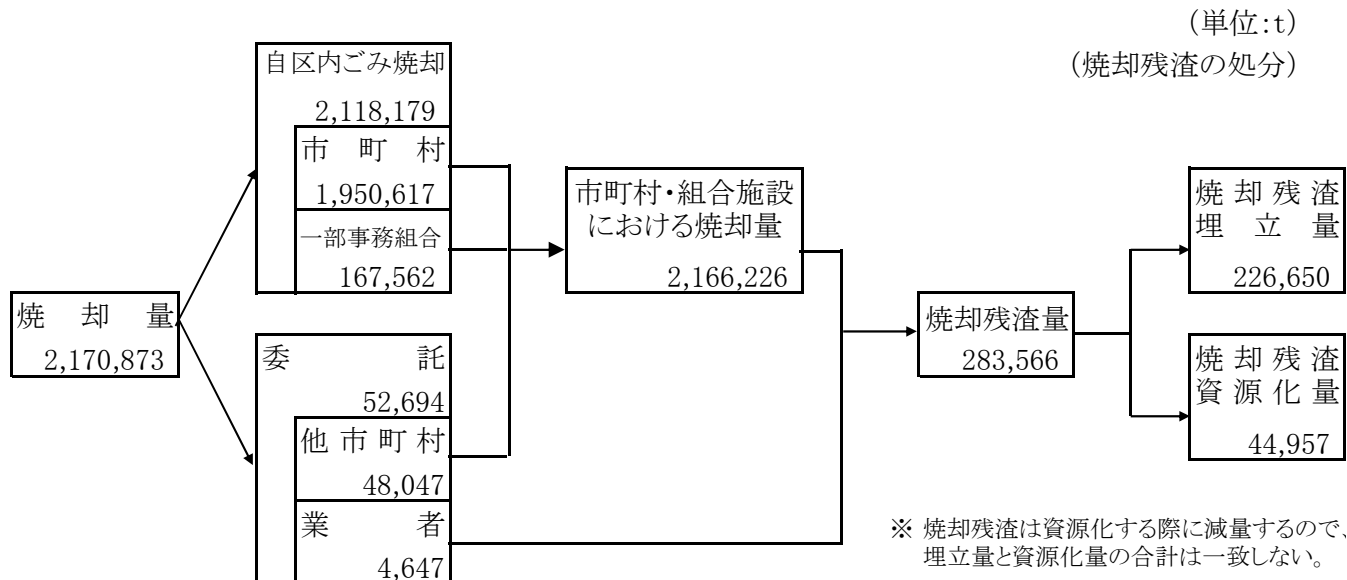 (単位:t)
(焼却残渣の処分)
自区内ごみ焼却
2,118,179
市町村
1,950,617
一部事務組合
167,562
焼却量
2,170,873
委託
52,694
他市町村
48,047
業者
4,647
市町村・組合施設
における焼却量
2,166,226
焼却残渣量
283,566
焼却残渣
埋立量
226,650
焼却残渣
資源化量
44,957
※ 焼却残渣は資源化する際に減量するので、
埋立量と資源化量の合計は一致しない。